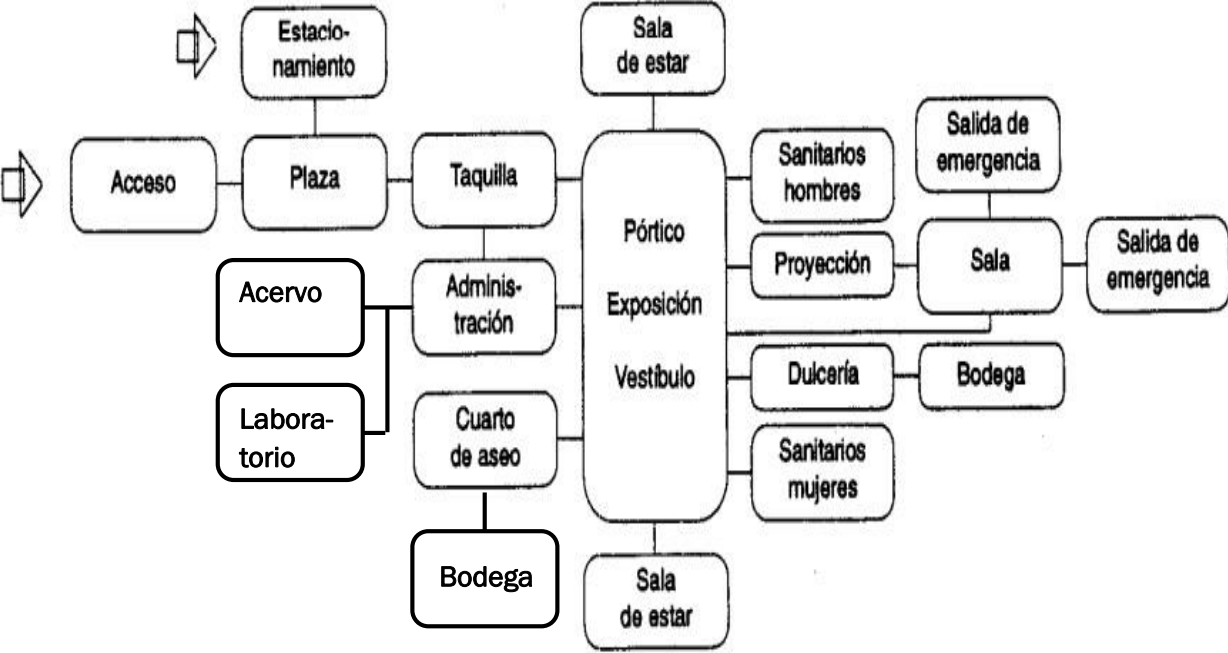 Estacio-
namiento
Sala
de estar
Acceso
Plaza
Taquilla
Sanitarios
hombres
Salida de
emergencia
Pórtico
Exposición
Vestíbulo
Proyección
Sala
Salida de
emergencia
Acervo
Adminis-
tración
Dulcería
Bodega
Labora-
torio
Cuarto
de aseo
Sanitarios
mujeres
Bodega
Sala
de estar